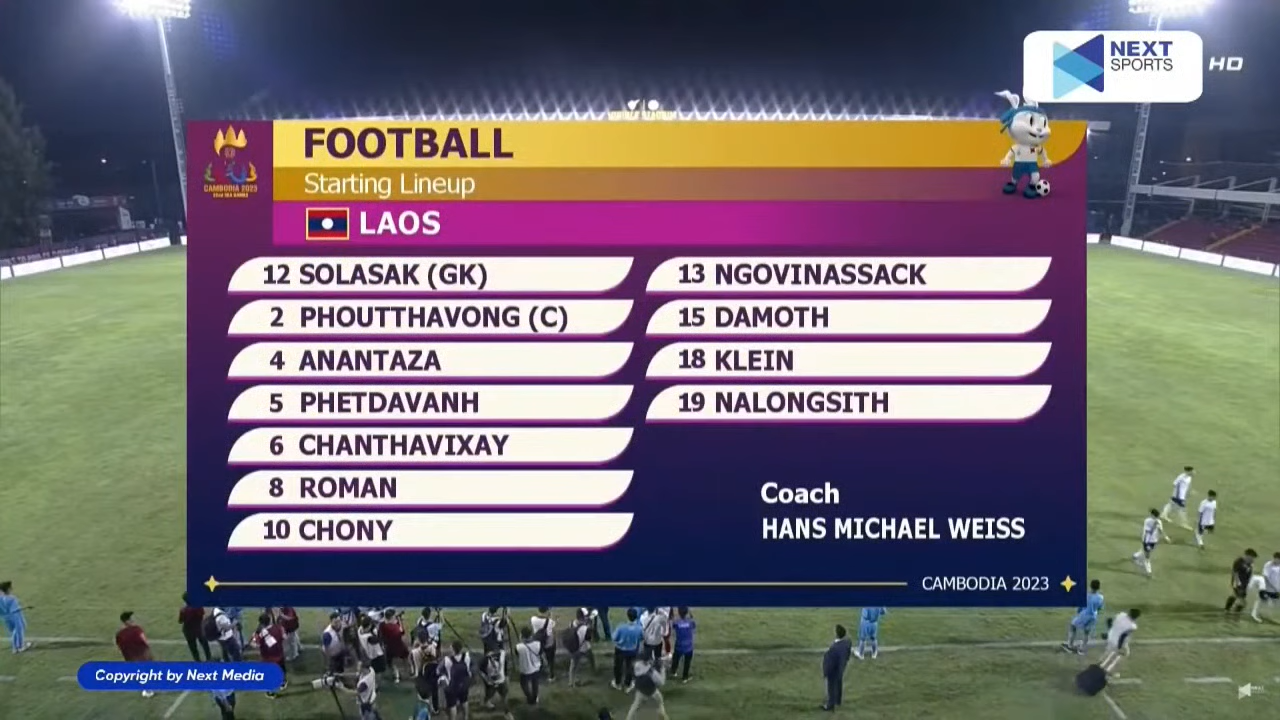 NEXT
SPORTS
HD
FOOTBALL
Starting Lineup
CAMBODIA 2023
LAOS
12 SOLASAK (GK)
2 PHOUTTHAVONG (C)
4 ANANTAZA
5 PHETDAVANH
6 CHANTHAVIXAY
8 ROMAN
10 CHONY
13 NGOVINASSACK
15 DAMOTH
18 KLEIN
19 NALONGSITH
Coach
HANS MICHAEL WEISS
CAMBODIA 2023
Copyright by Next Media